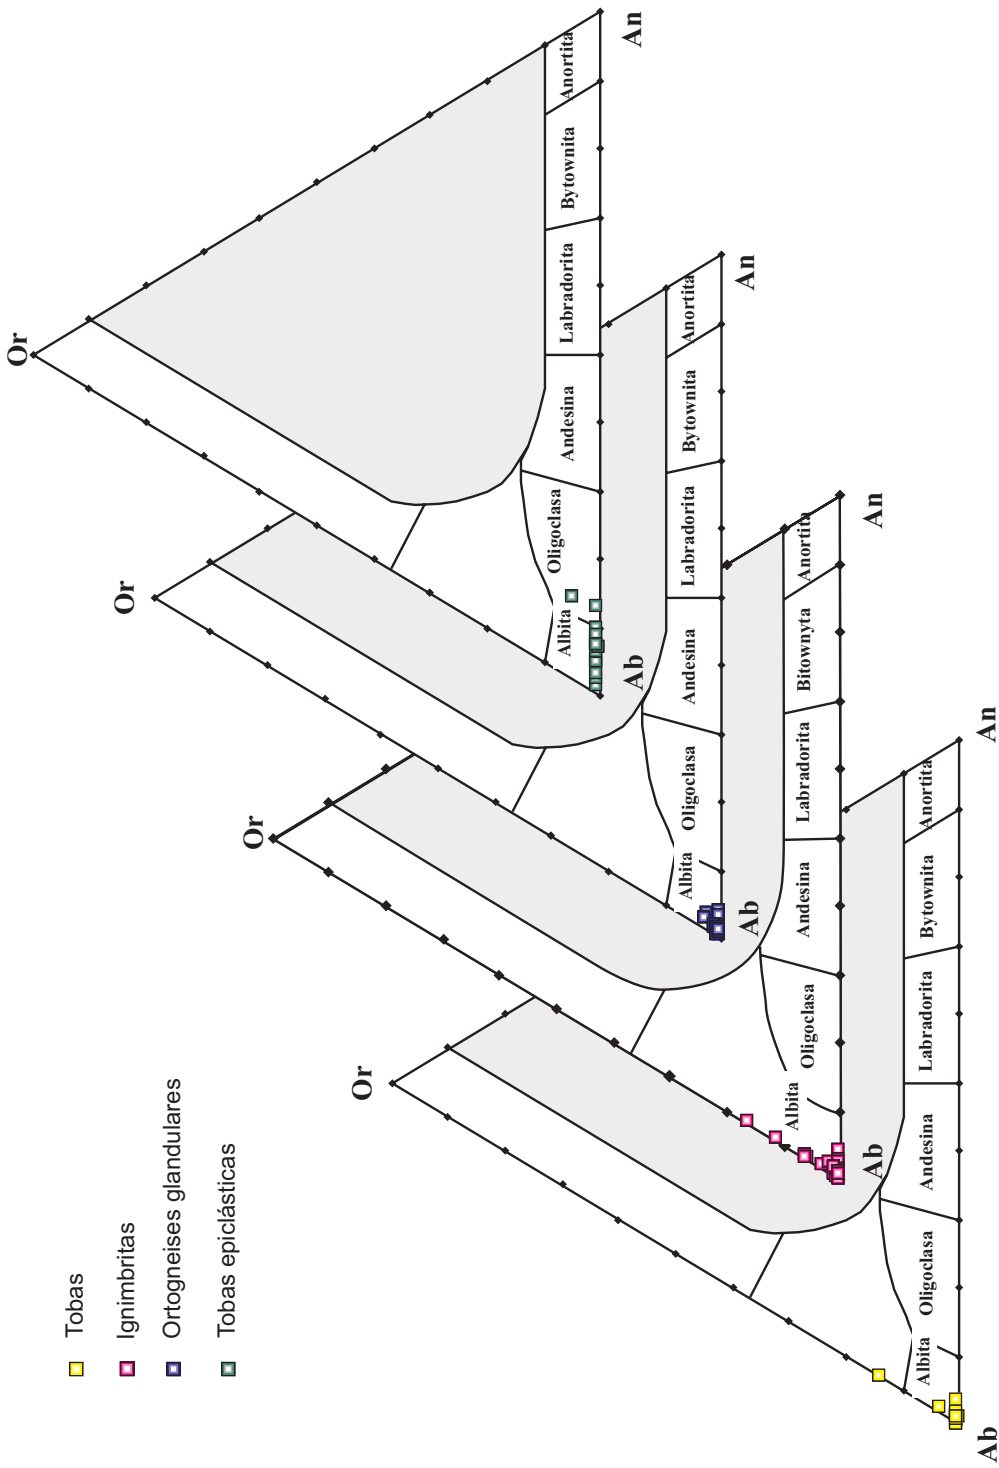 Tobas
Ignimbritas
Ortogneises glandulares
Tobas epiclásticas
Or
Albita
Oligoclasa
Andesina
Labradorita
Bytownita
Anortita
Ab
An
Or
Albita
Oligoclasa
Andesina
Labradorita
Bitownyta
Anortita
Ab
An
Or
Albita
Oligoclasa
Andesina
Labradorita
Bytownita
Anortita
Ab
An
Or
Albita
Oligoclasa
Andesina
Labradorita
Bytownita
Anortita
Ab
An